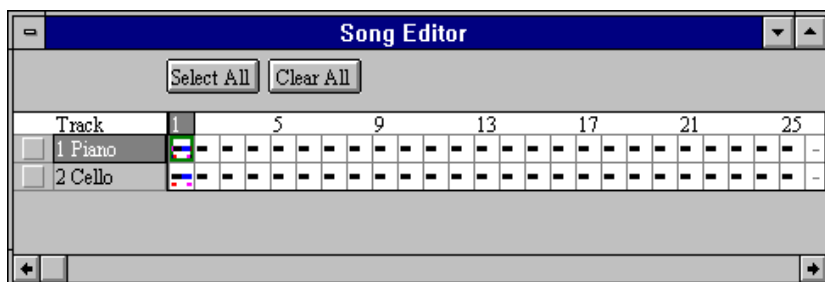 Song Editor
Select All Clear All
Track 1 5 9 13 17 21 25
1 Piano
2 Cello